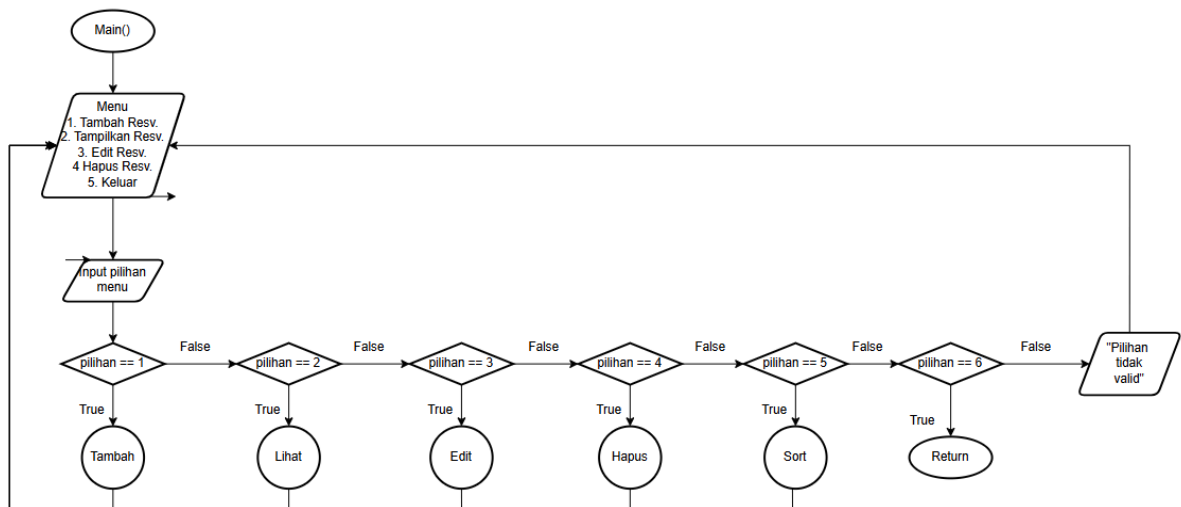 Main()
Menu
1. Tambah Resv.
2. Tampilkan Resv.
3. Edit Resv.
4 Hapus Resv.
5. Keluar
Input pilihan
menu
pilihan == 1
False
pilihan == 2
False
pilihan == 3
False
pilihan == 4
False
pilihan == 5
False
pilihan == 6
False
"Pilihan
tidak
valid"
True
True
True
True
True
True
Tambah
Lihat
Edit
Hapus
Sort
Return